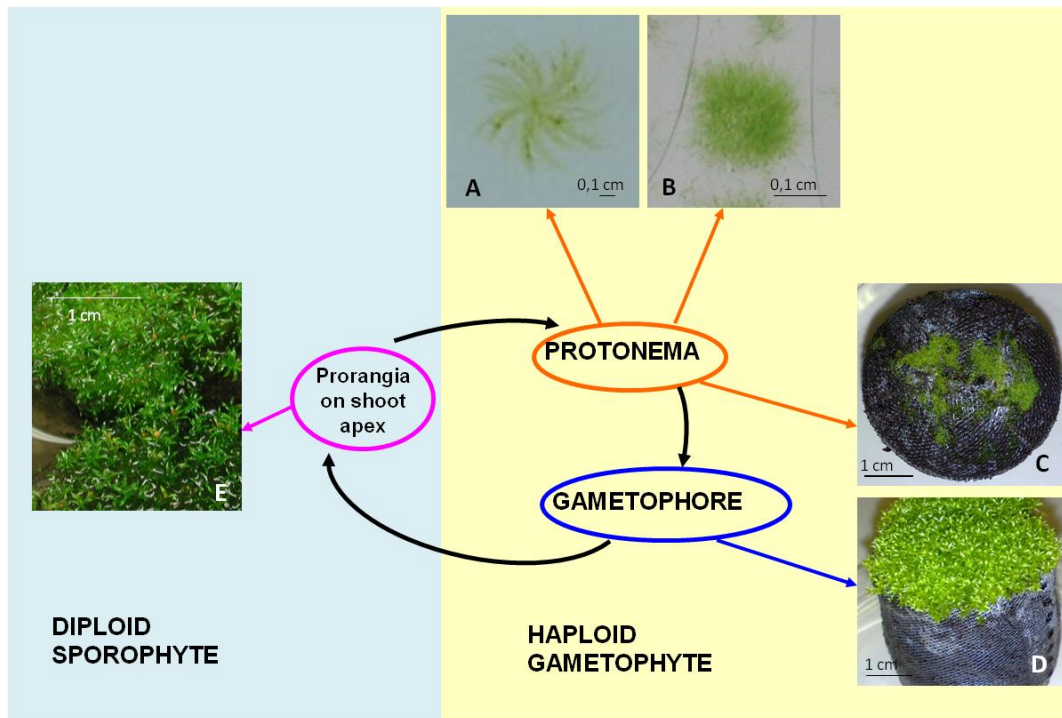 A
0,1 cm
B
0,1 cm
1 cm
E
Prorangia
on shoot
apex
PROTONEMA
C
1 cm
GAMETOPHORE
D
1 cm
DIPLOID
SPOROPHYTE
HAPLOID
GAMETOPHYTE